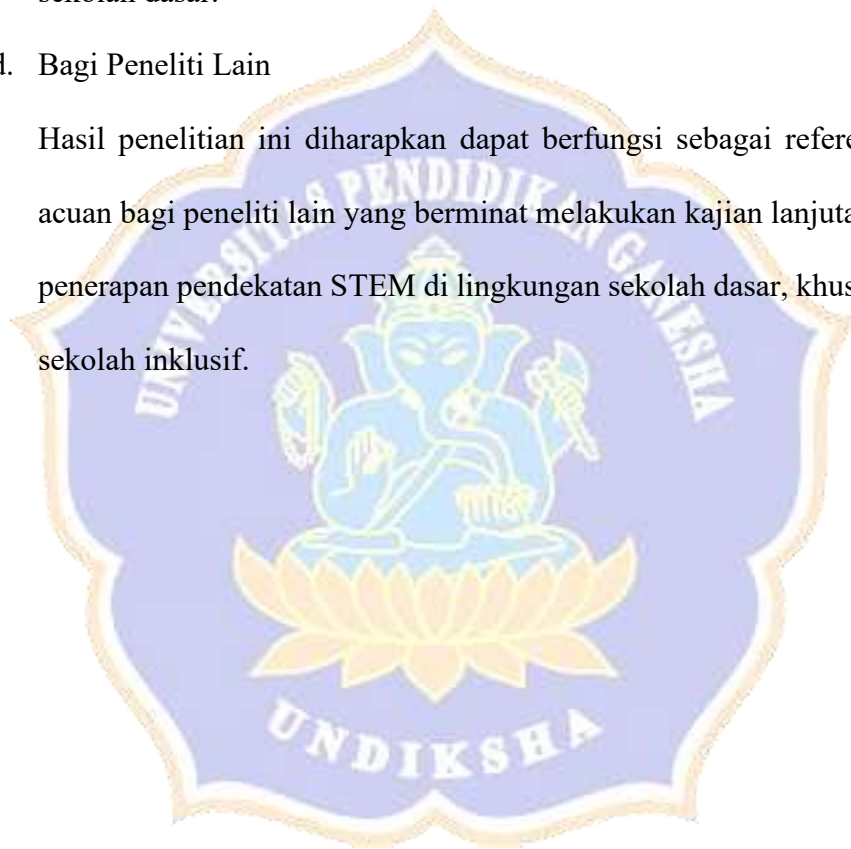 sekolah dasar.
d. Bagi Peneliti Lain
Hasil penelitian ini diharapkan dapat berfungsi sebagai refere
acuan bagi peneliti lain yang berminat melakukan kajian lanjuta
penerapan pendekatan STEM di lingkungan sekolah dasar, khus
sekolah inklusif.
UNIVERSITAS PENDIDIKAN GANESHA
UNDIKSHA